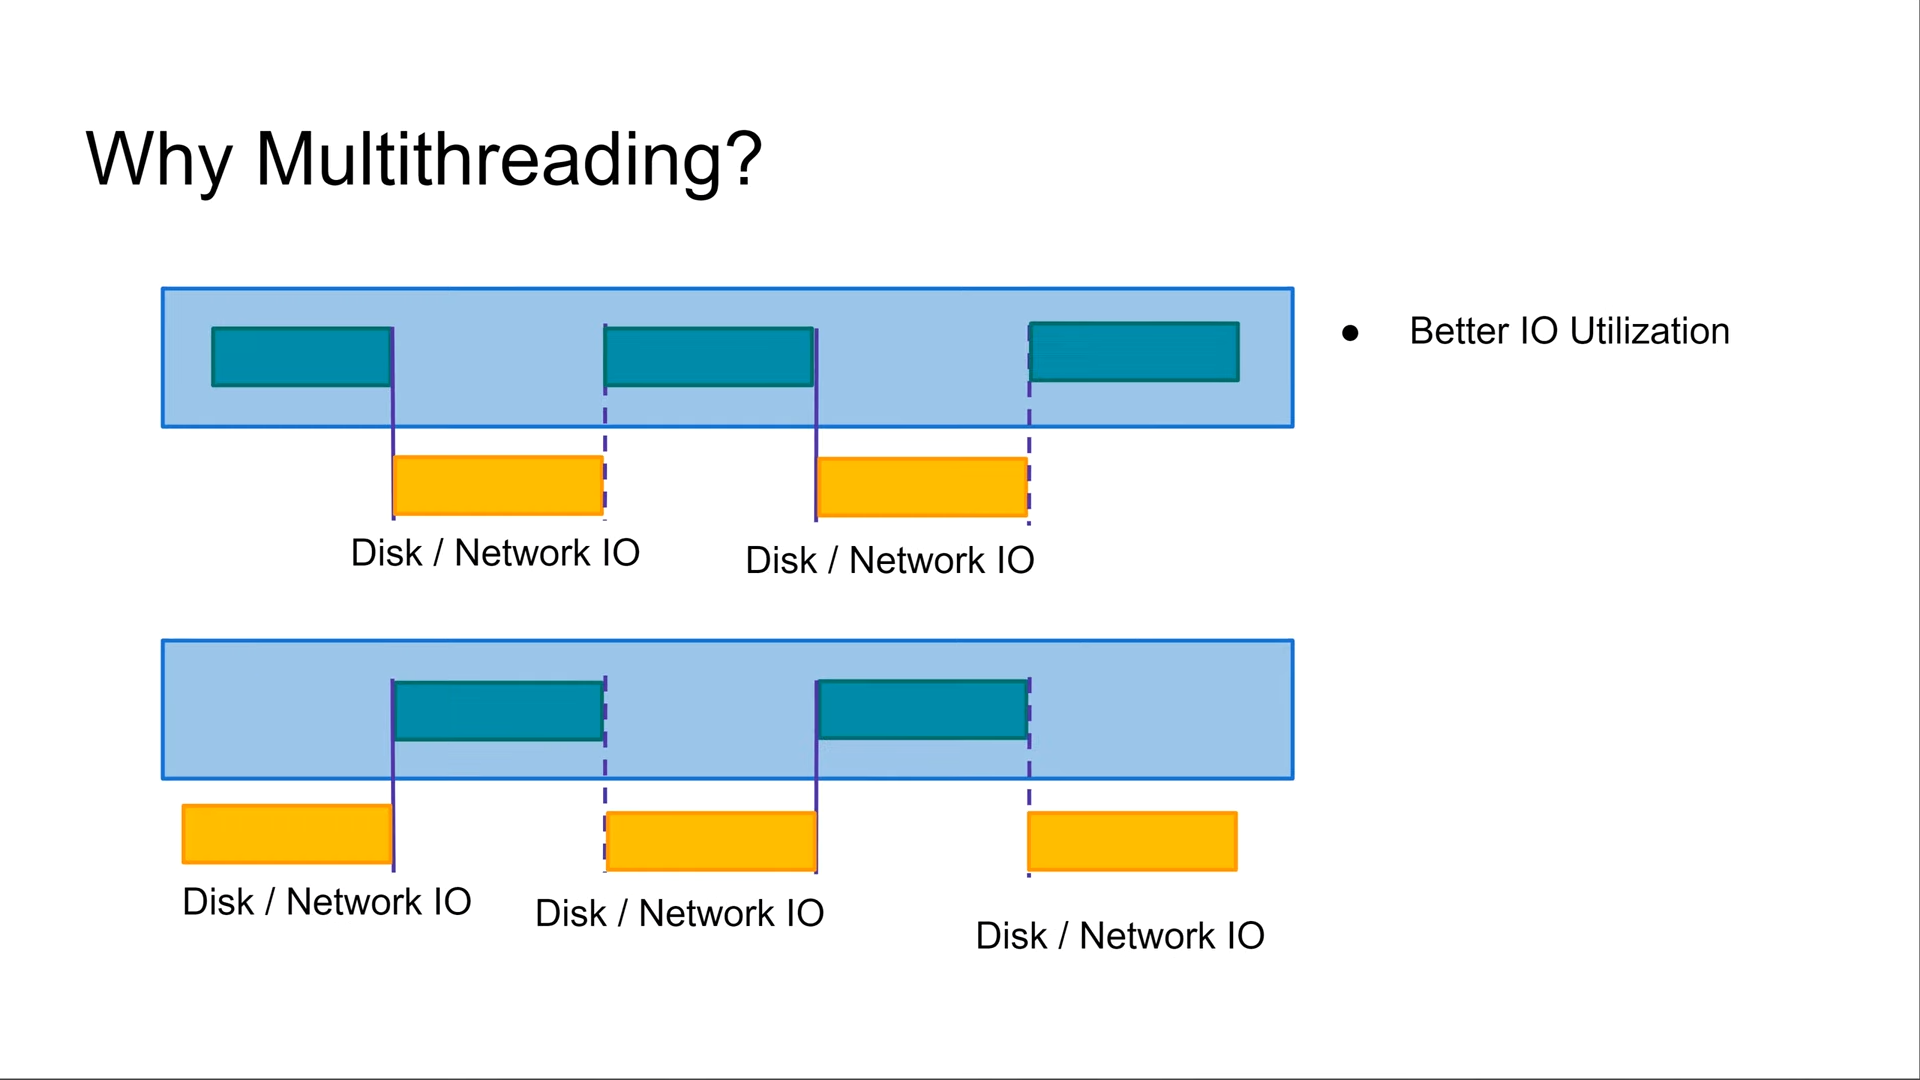 Why Multithreading?
● Better IO Utilization
Disk / Network IO
Disk / Network IO
Disk / Network IO
Disk / Network IO
Disk / Network IO